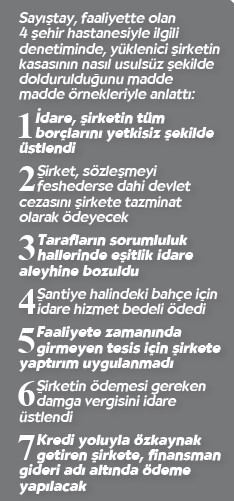 Sayıştay, faaliyette olan
4 şehir hastanesiyle ilgili
denetiminde, yüklenici şirketin
kasasının nasıl usulsüz şekilde
doldurulduğunu madde
madde örnekleriyle anlattı:
1 İdare, şirketin tüm
borçlarını yetkisiz şekilde
üstlendi
2 Şirket, sözleşmeyi
feshederse dahi devlet
cezasını şirkete tazminat
olarak ödeyecek
3 Tarafların sorumluluk
hallerinde eşitlik idare
aleyhine bozuldu
4 Şantiye halindeki bahçe için
idare hizmet bedeli ödedi
5 Faaliyete zamanında
girmeyen tesis için şirkete
yaptırım uygulanmadı
6 Şirketin ödemesi gereken
damga vergisini idare
üstlendi
7 Kredi yoluyla özkaynak
getiren şirkete, finansman
gideri adı altında ödeme
yapılacak